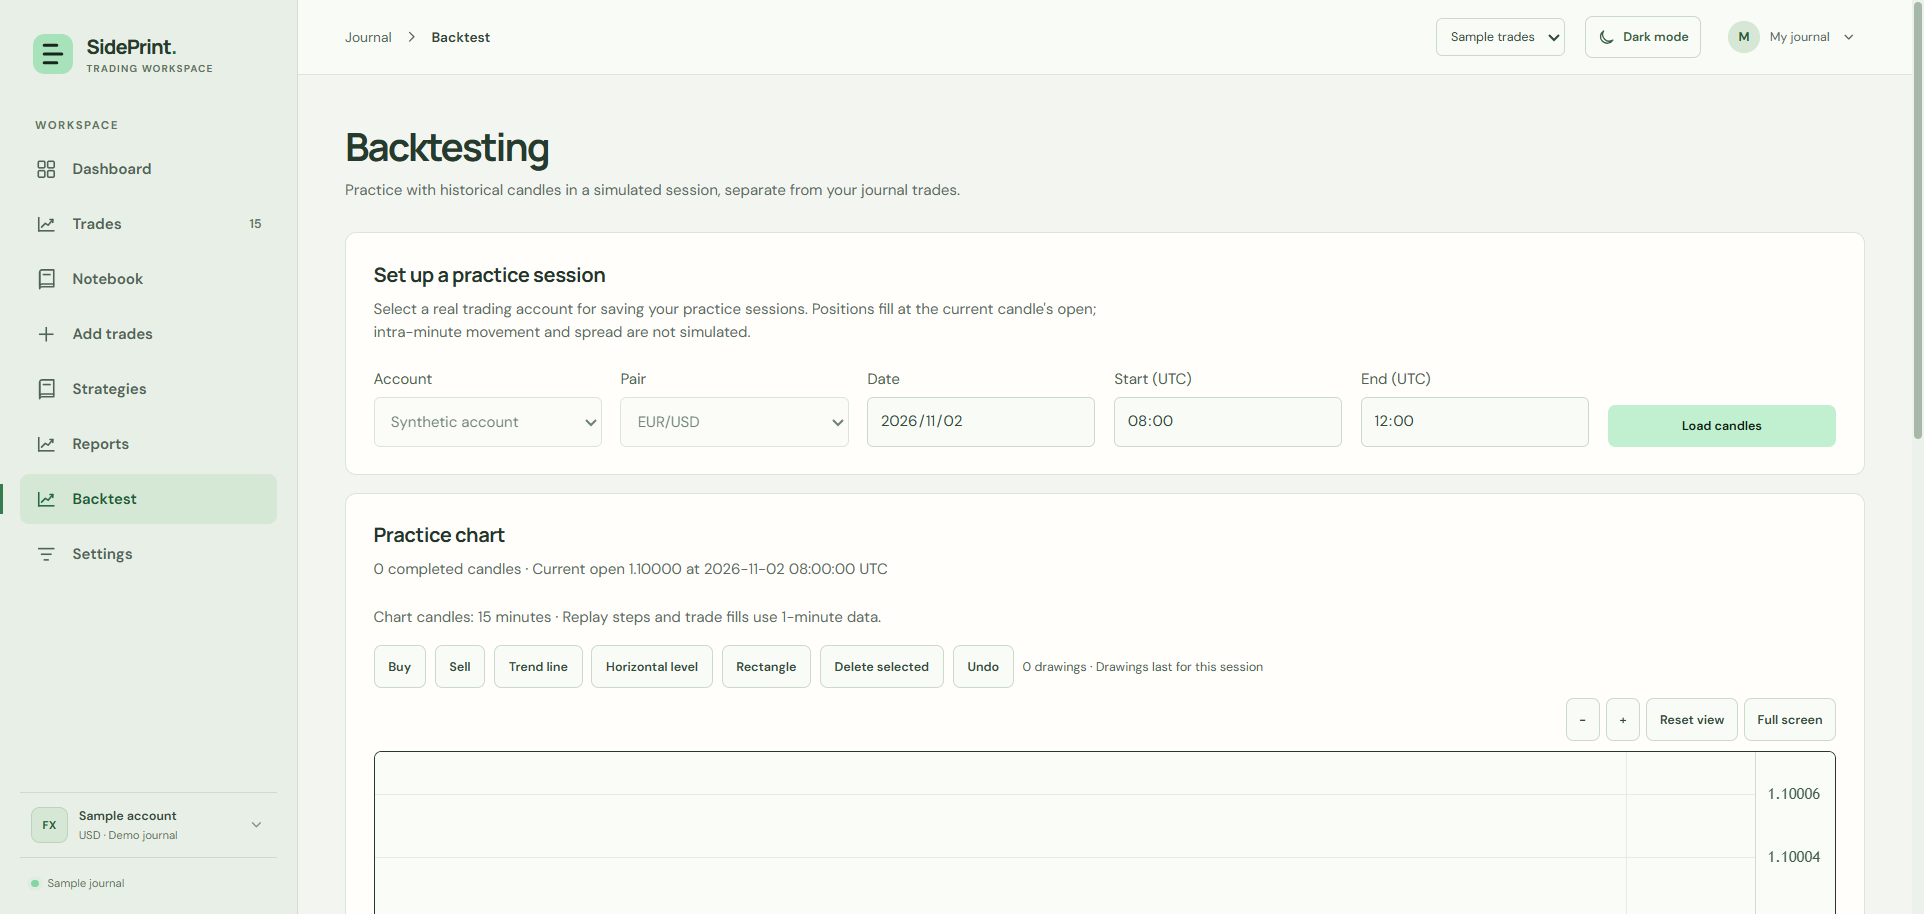 SidePrint.
TRADING WORKSPACE
WORKSPACE
Dashboard
Trades 15
Notebook
Add trades
Strategies
Reports
Backtest
Settings
FX
Sample account
USD · Demo journal
Sample journal
Journal > Backtest
Sample trades
Dark mode
M My journal
Backtesting
Practice with historical candles in a simulated session, separate from your journal trades.
Set up a practice session
Select a real trading account for saving your practice sessions. Positions fill at the current candle's open;
intra-minute movement and spread are not simulated.
Account Pair Date Start (UTC) End (UTC)
Synthetic account EUR/USD 2026/11/02 08:00 12:00 Load candles
Practice chart
0 completed candles · Current open 1.10000 at 2026-11-02 08:00:00 UTC
Chart candles: 15 minutes · Replay steps and trade fills use 1-minute data.
Buy Sell Trend line Horizontal level Rectangle Delete selected Undo 0 drawings · Drawings last for this session
- + Reset view Full screen
1.10006
1.10004